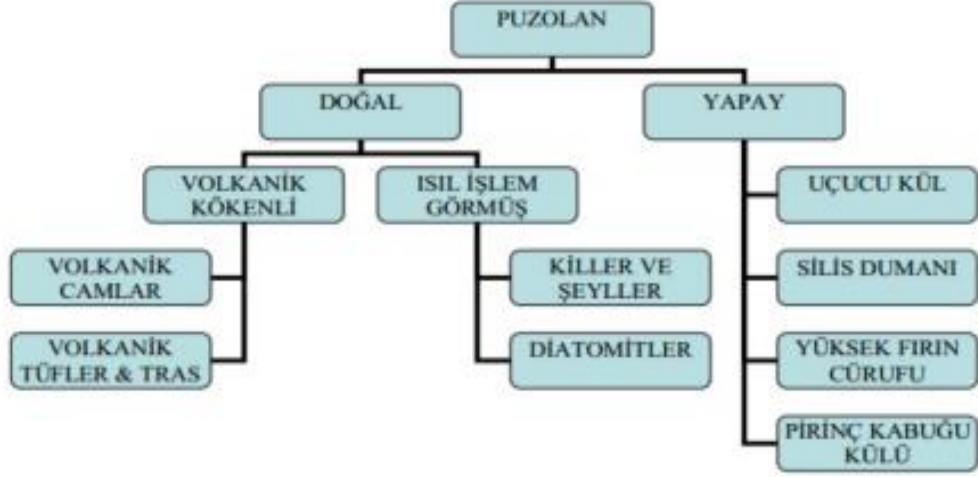 PUZOLAN
DOĞAL
YAPAY
VOLKANİK
KÖKENLİ
ISIL İŞLEM
GÖRMÜŞ
UÇUCU KÜL
VOLKANİK
CAMLAR
KİLLER VE
ŞEYLLER
SİLİS DUMANI
VOLKANİK
TÜFLER & TRAS
DİATOMİTLER
YÜKSEK FIRIN
CÜRUFU
PİRİNÇ KABUĞU
KÜLÜ